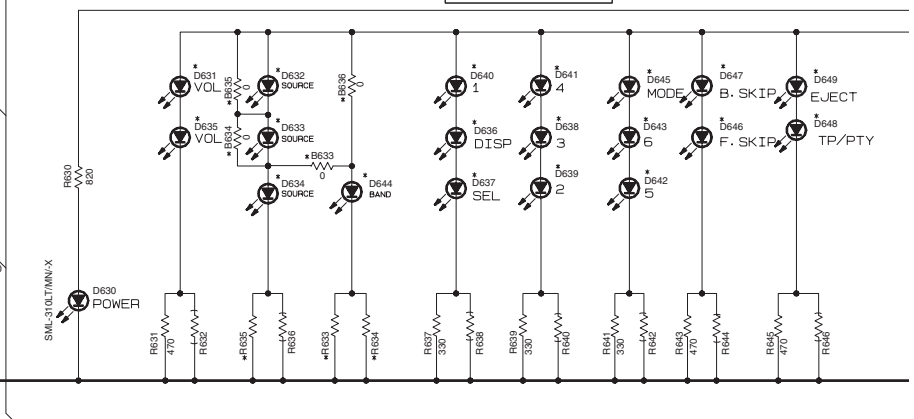 * D631
VOL
* D635
VOL
* B635
0
* B634
0
* D632
SOURCE
* D633
SOURCE
* D634
SOURCE
* B633
0
* B636
0
* D644
BAND
* D640
1
* D636
DISP
* D637
SEL
* D641
4
* D638
3
* D639
2
* D645
MODE
* D643
6
* D642
5
* D647
B. SKIP
* D646
F. SKIP
* D649
EJECT
* D648
TP/PTY
R630
820
SML-310LT/MN/-X
D630
POWER
R631
470
R632
*R635
R636
*R633
*R634
R637
330
R638
R639
330
R640
R641
330
R642
R643
470
R644
R645
470
R646